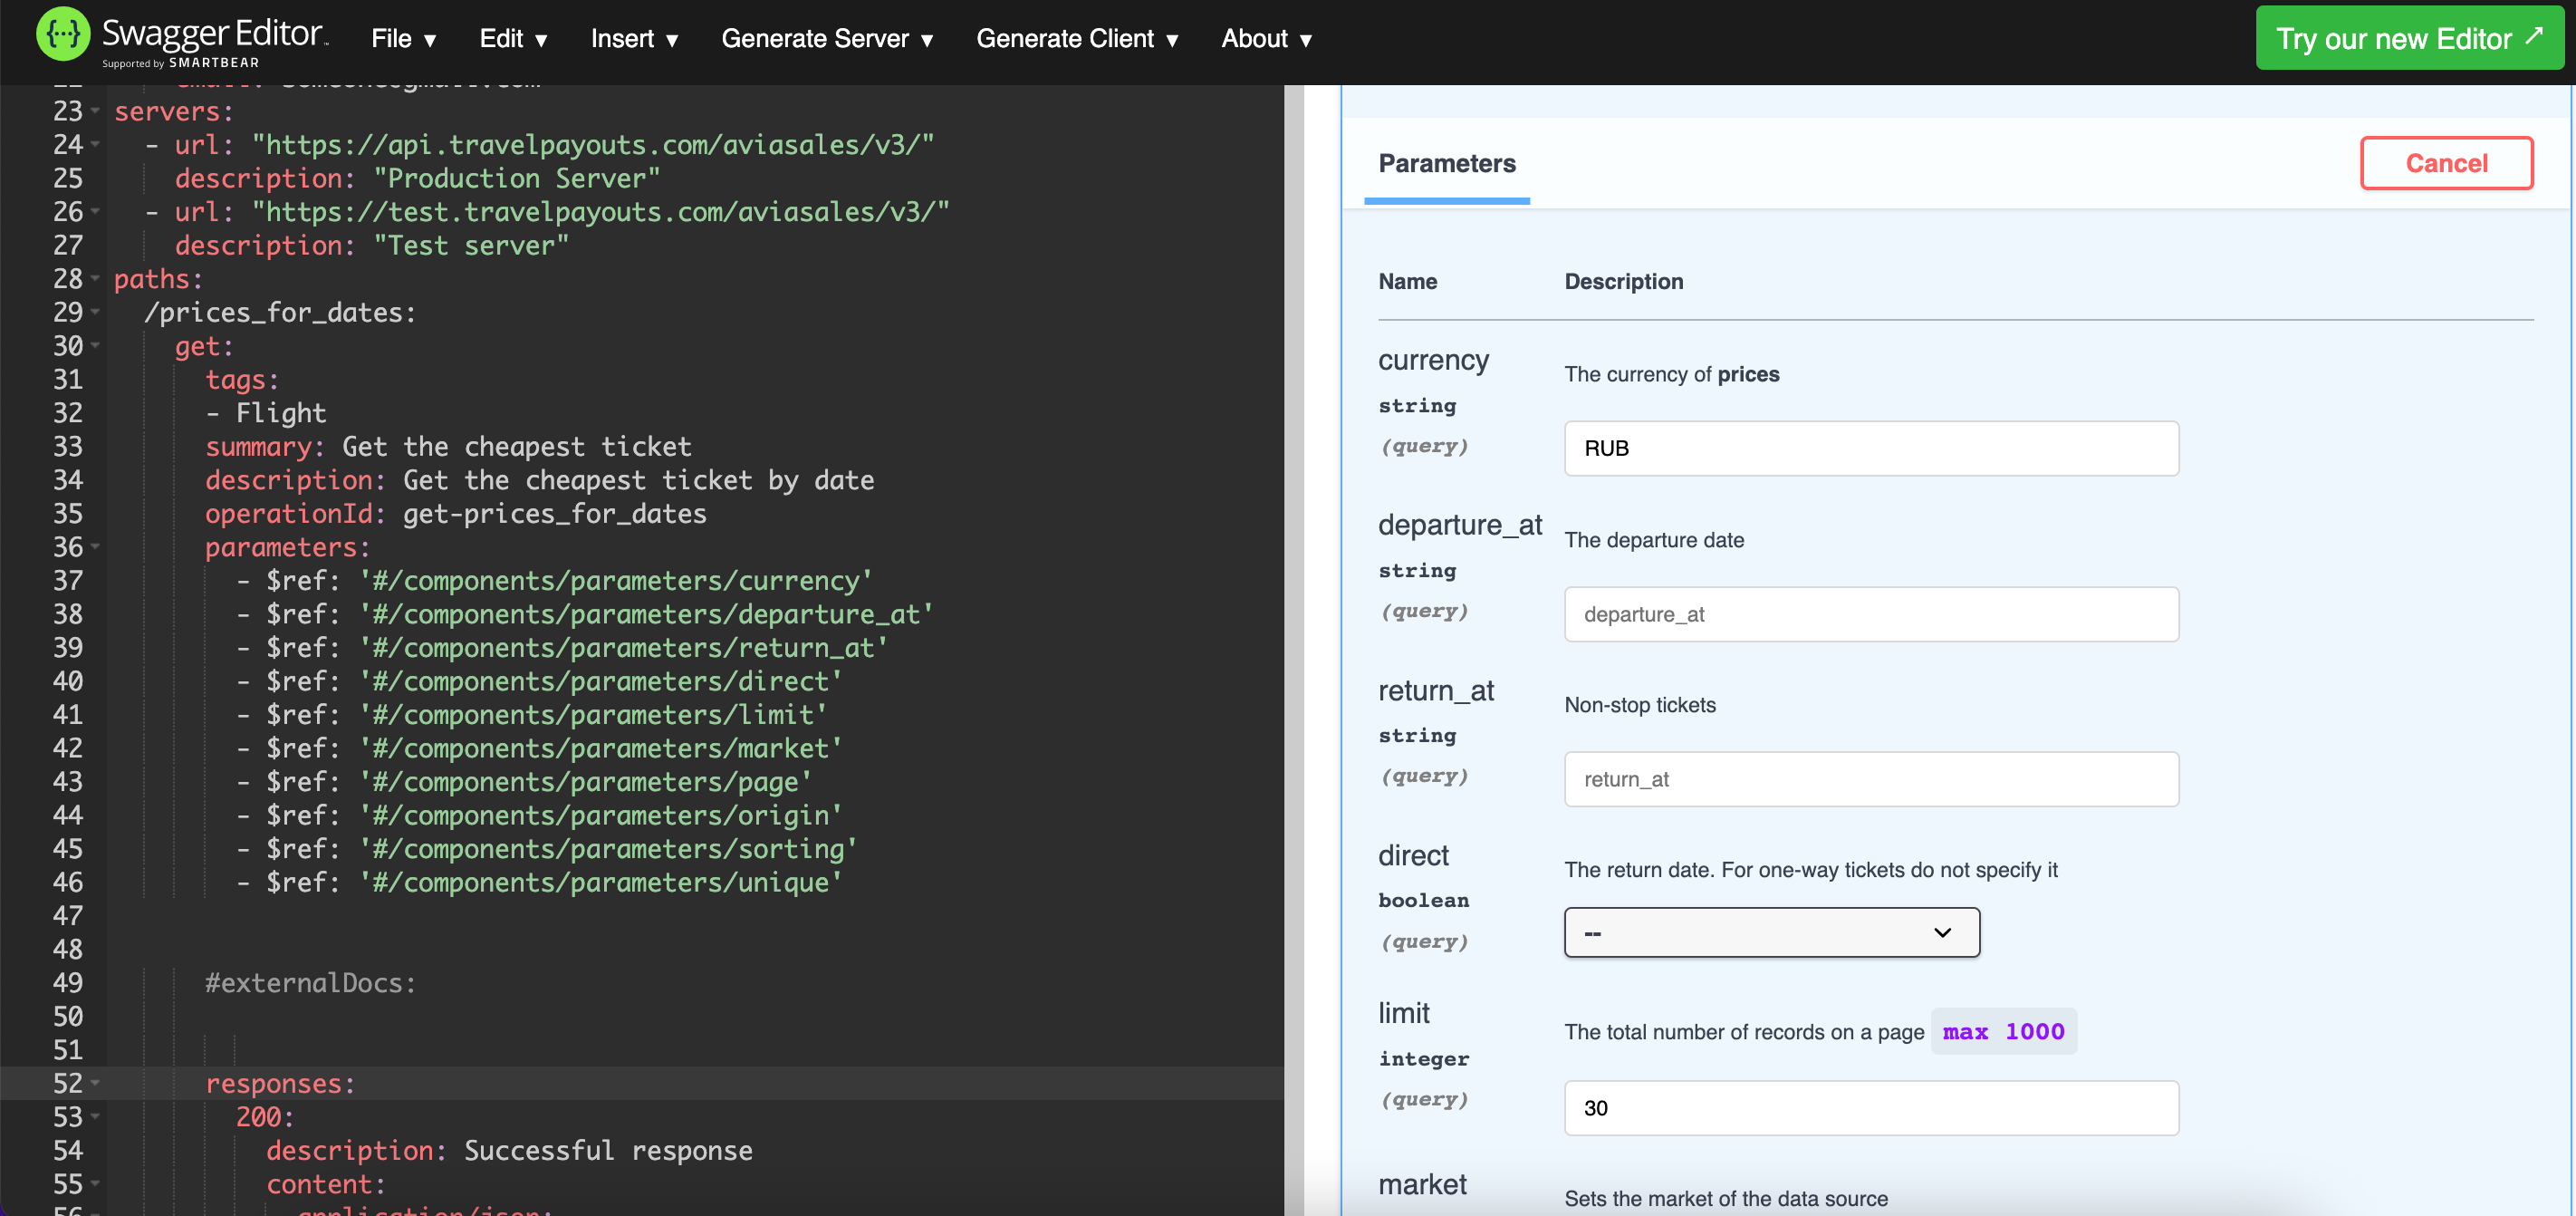 Swagger Editor
Supported by SMARTBEAR
File ▾
Edit ▾
Insert ▾
Generate Server ▾
Generate Client ▾
About ▾
Try our new Editor ↗
23 servers:
24 - url: "https://api.travelpayouts.com/aviasales/v3/"
25 description: "Production Server"
26 - url: "https://test.travelpayouts.com/aviasales/v3/"
27 description: "Test server"
28 paths:
29 /prices_for_dates:
30 get:
31 tags:
32 - Flight
33 summary: Get the cheapest ticket
34 description: Get the cheapest ticket by date
35 operationId: get-prices_for_dates
36 parameters:
37 - $ref: '#/components/parameters/currency'
38 - $ref: '#/components/parameters/departure_at'
39 - $ref: '#/components/parameters/return_at'
40 - $ref: '#/components/parameters/direct'
41 - $ref: '#/components/parameters/limit'
42 - $ref: '#/components/parameters/market'
43 - $ref: '#/components/parameters/page'
44 - $ref: '#/components/parameters/origin'
45 - $ref: '#/components/parameters/sorting'
46 - $ref: '#/components/parameters/unique'
47
48
49 #externalDocs:
50
51
52 responses:
53 200:
54 description: Successful response
55 content:
56 application/json:
Parameters
Cancel
Name Description
currency
string
(query)
The currency of prices
RUB
departure_at
string
(query)
The departure date
departure_at
return_at
string
(query)
Non-stop tickets
return_at
direct
boolean
(query)
The return date. For one-way tickets do not specify it
--
limit
integer
(query)
The total number of records on a page max 1000
30
market
Sets the market of the data source